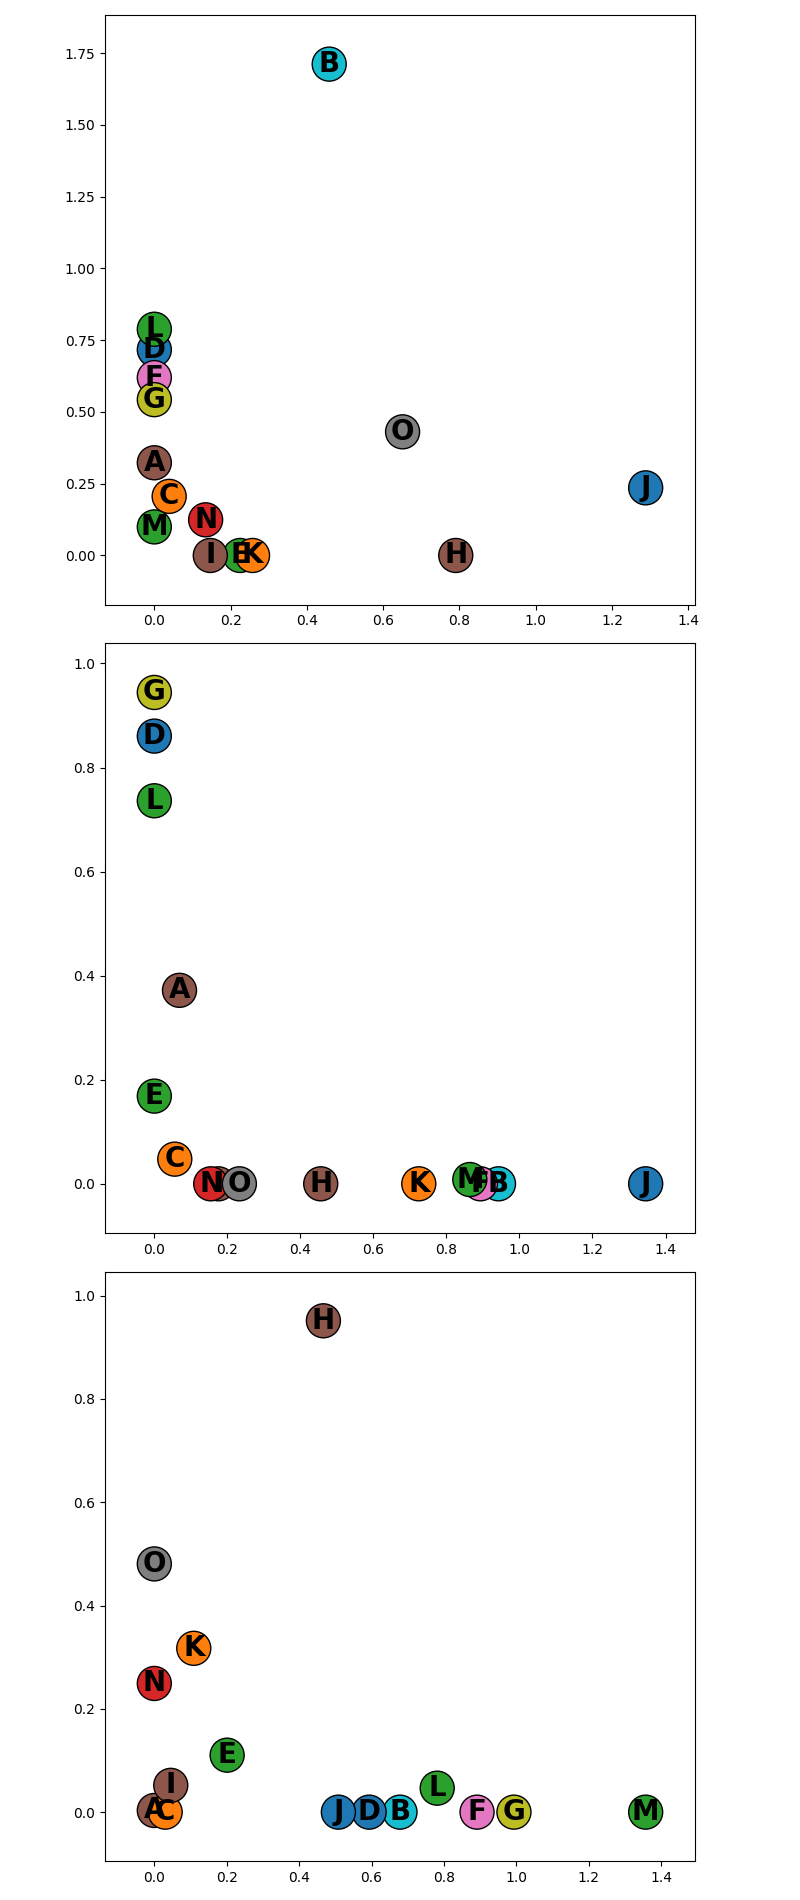 1.75
B
1.50
1.25
1.00
L
0.75
D
F
G
0.50
O
A
0.25
C
J
N
M
0.00
I E K H
0.0 0.2 0.4 0.6 0.8 1.0 1.2 1.4
1.0
G
D
0.8
L
0.6
0.4
A
0.2
E
C
0.0
N O H K M F B J
0.0 0.2 0.4 0.6 0.8 1.0 1.2 1.4
1.0
H
0.8
0.6
O
0.4
K
N
0.2
E
I
L
0.0
A C J D B F G M
0.0 0.2 0.4 0.6 0.8 1.0 1.2 1.4